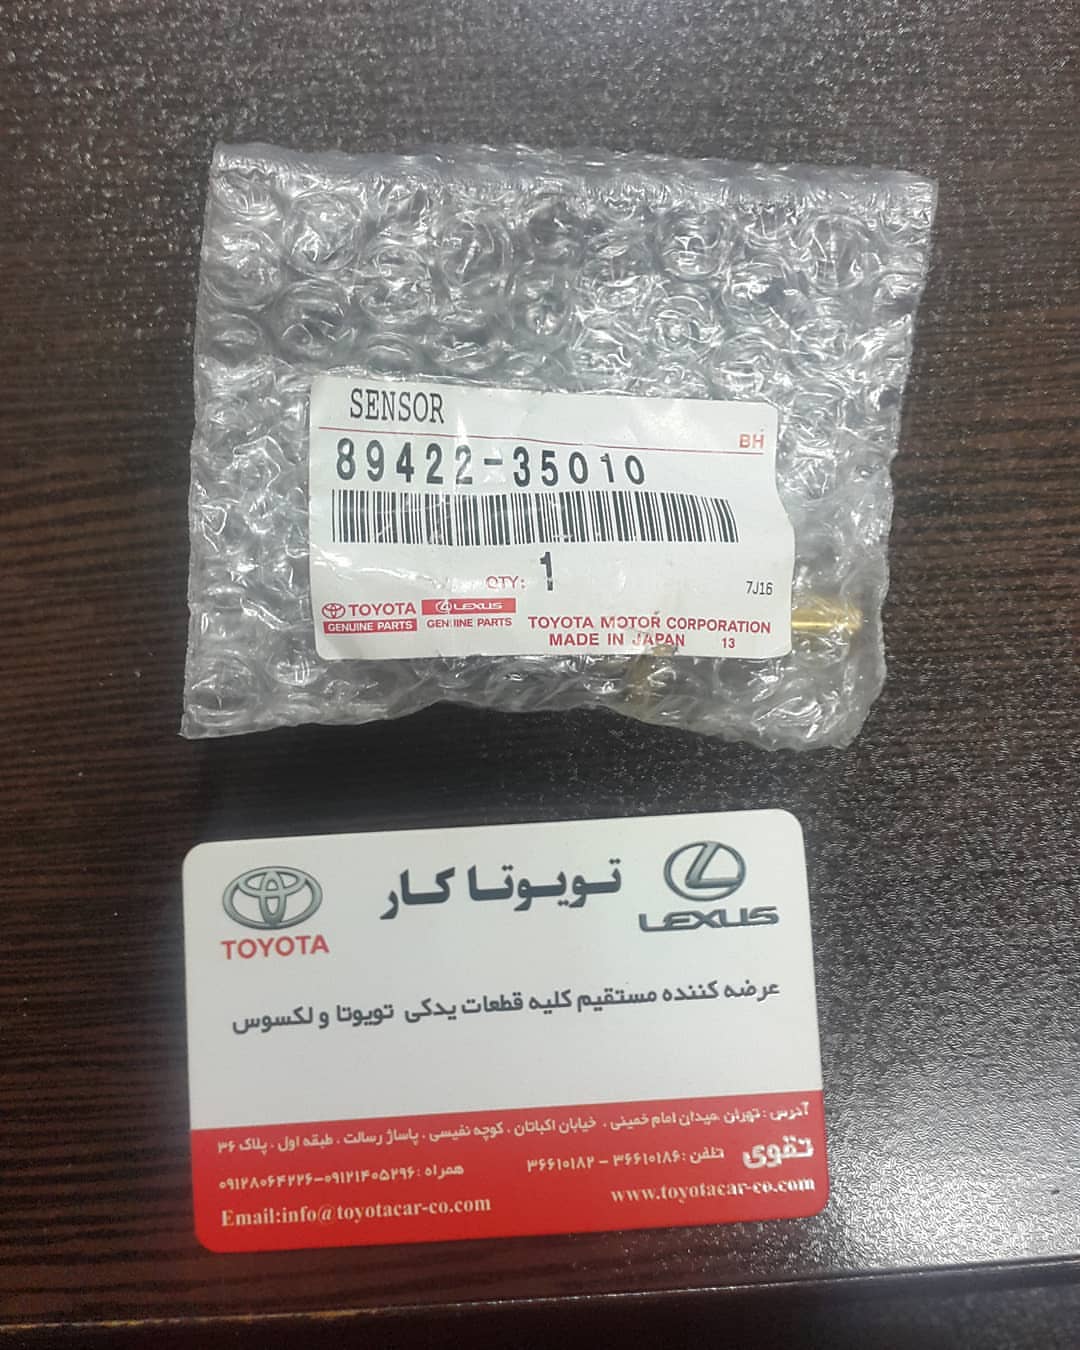 SENSOR
BH
89422-35010
QTY: 1
7J16
TOYOTA LEXUS
GENUINE PARTS GENUINE PARTS
TOYOTA MOTOR CORPORATION
MADE IN JAPAN 13
تویوتا کار
TOYOTA
LEXUS
عرضه کننده مستقیم کلیه قطعات یدکی تویوتا و لکسوس
آدرس : تهران ،میدان امام خمینی ، خیابان اکباتان ، کوچه نفیسی ، پاساژ رسالت ، طبقه اول ، پلاک ۳۶
تقوی تلفن : ۳۶۶۱۰۱۸۶ - ۳۶۶۱۰۱۸۲
همراه : ۰۹۱۲۱۴۰۵۲۹۶-۰۹۱۲۸۰۶۴۲۲۶
www.toyotacar-co.com
Email:info@toyotacar-co.com